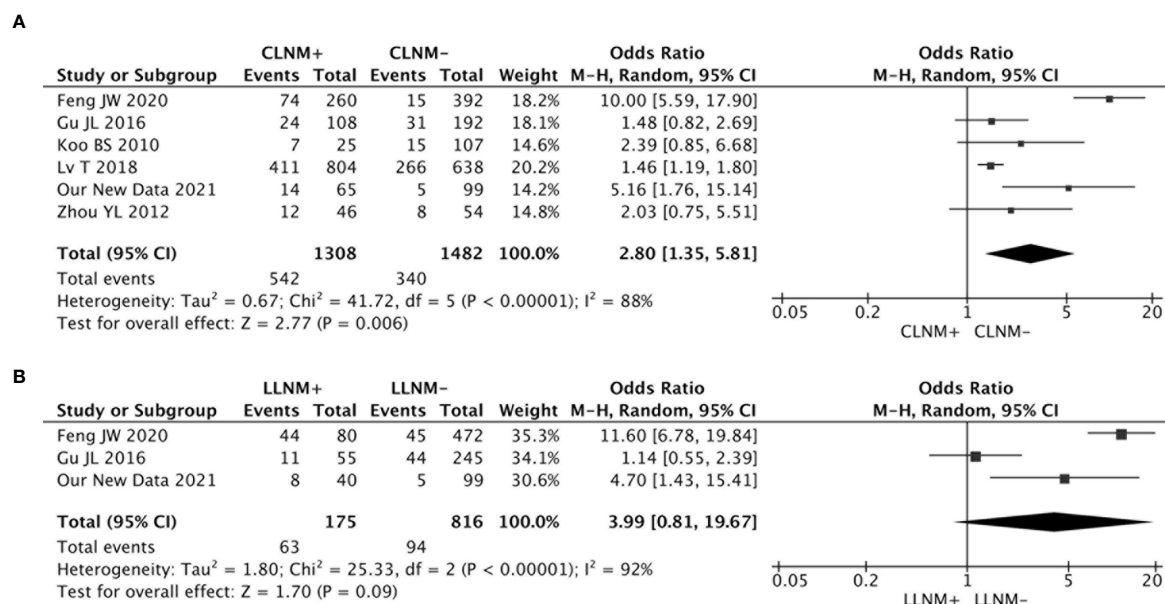 A
CLNM+ CLNM− Odds Ratio Odds Ratio
Study or Subgroup Events Total Events Total Weight M−H, Random, 95% CI M−H, Random, 95% CI
Feng JW 2020 74 260 15 392 18.2% 10.00 [5.59, 17.90]
Gu JL 2016 24 108 31 192 18.1% 1.48 [0.82, 2.69]
Koo BS 2010 7 25 15 107 14.6% 2.39 [0.85, 6.68]
Lv T 2018 411 804 266 638 20.2% 1.46 [1.19, 1.80]
Our New Data 2021 14 65 5 99 14.2% 5.16 [1.76, 15.14]
Zhou YL 2012 12 46 8 54 14.8% 2.03 [0.75, 5.51]
Total (95% CI) 1308 1482 100.0% 2.80 [1.35, 5.81]
Total events 542 340
Heterogeneity: Tau² = 0.67; Chi² = 41.72, df = 5 (P < 0.00001); I² = 88%
Test for overall effect: Z = 2.77 (P = 0.006)
0.05 0.2 1 5 20
CLNM+ CLNM−
B
LLNM+ LLNM− Odds Ratio Odds Ratio
Study or Subgroup Events Total Events Total Weight M−H, Random, 95% CI M−H, Random, 95% CI
Feng JW 2020 44 80 45 472 35.3% 11.60 [6.78, 19.84]
Gu JL 2016 11 55 44 245 34.1% 1.14 [0.55, 2.39]
Our New Data 2021 8 40 5 99 30.6% 4.70 [1.43, 15.41]
Total (95% CI) 175 816 100.0% 3.99 [0.81, 19.67]
Total events 63 94
Heterogeneity: Tau² = 1.80; Chi² = 25.33, df = 2 (P < 0.00001); I² = 92%
Test for overall effect: Z = 1.70 (P = 0.09)
0.05 0.2 1 5 20
LLNM+ LLNM−